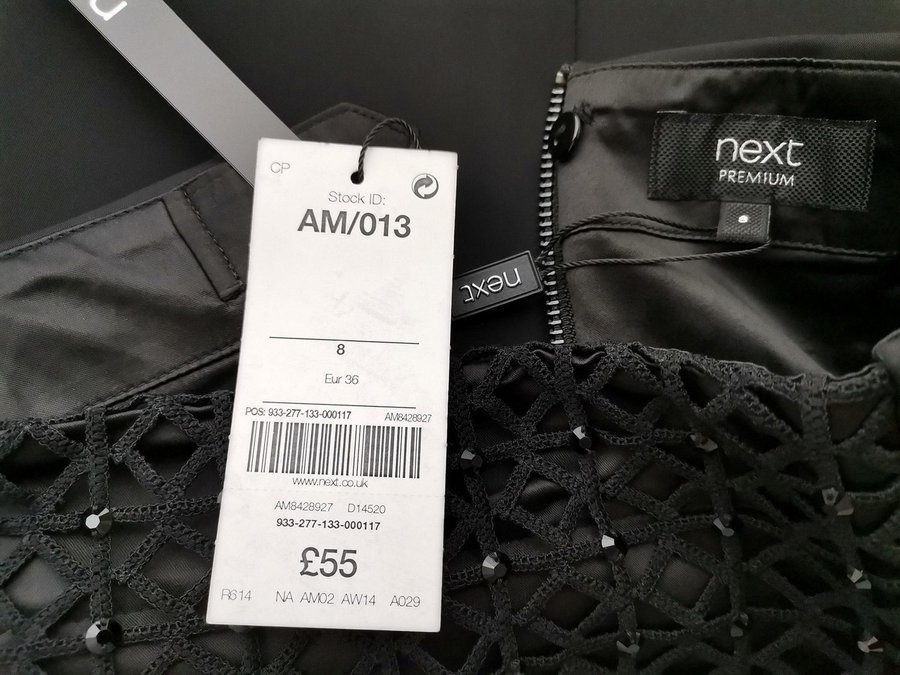 CP
Stock ID:
AM/013
8
Eur 36
POS: 933-277-133-000117 AM8428927
www.next.co.uk
AM8428927 D14520
933-277-133-000117
£55
R614 NA AM02 AW14 A029
next
next
PREMIUM
8